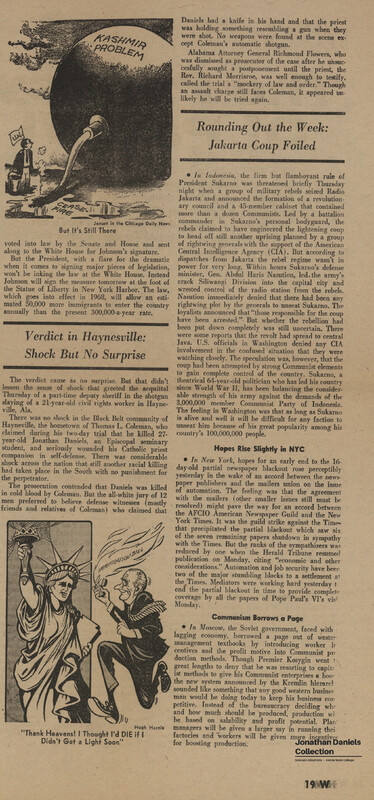 KASHMIR
PROBLEM
U.N.
CEASE-
FIRE
Jensen in the Chicago Daily News
But It's Still There
voted into law by the Senate and House and sent
along to the White House for Johnson's signature.
But the President, with a flare for the dramatic
when it comes to signing major pieces of legislation,
won't be inking the law at the White House. Instead
Johnson will sign the measure tomorrow at the foot of
the Statue of Liberty in New York Harbor. The law,
which goes into effect in 1968, will allow an esti-
mated 50,000 more immigrants to enter the country
annually than the present 300,000-a-year rate.
Verdict in Haynesville:
Shock But No Surprise
The verdict came as no surprise. But that didn't
lessen the sense of shock that greeted the acquittal
Thursday of a part-time deputy sheriff in the shotgun
slaying of a 27-year-old civil rights worker in Hayne-
ville, Ala.
There was no shock in the Black Belt community of
Hayneville, the hometown of Thomas L. Coleman, who
claimed during his two-day trial that he killed 27-
year-old Jonathan Daniels, an Episcopal seminary
student, and seriously wounded his Catholic priest
companion in self-defense. There was considerable
shock across the nation that still another racial killing
had taken place in the South with no punishment for
the perpetrator.
The prosecution contended that Daniels was killed
in cold blood by Coleman. But the all-white jury of 12
men preferred to believe defense witnesses (mostly
friends and relatives of Coleman) who claimed that
IMMIGRATION BILL
Hugh Haynie
"Thank Heavens! I Thought I'd DIE if I
Didn't Get a Light Soon"
Daniels had a knife in his hand and that the priest
was holding something resembling a gun when they
were shot. No weapons were found at the scene ex-
cept Coleman's automatic shotgun.
Alabama Attorney General Richmond Flowers, who
was dismissed as prosecutor of the case after he unsuc-
cessfully sought a postponement until the priest, the
Rev. Richard Morrisroe, was well enough to testify,
called the trial a "mockery of law and order." Though
an assault charge still faces Coleman, it appeared un-
likely he will be tried again.
Rounding Out the Week:
Jakarta Coup Foiled
• In Indonesia, the firm but flamboyant rule of
President Sukarno was threatened briefly Thursday
night when a group of military rebels seized Radio
Jakarta and announced the formation of a revolution-
ary council and a 45-member cabinet that contained
more than a dozen Communists. Led by a battalion
commander in Sukarno's personal bodyguard, the
rebels claimed to have engineered the lightening coup
to head off still another uprising planned by a group
of rightwing generals with the support of the American
Central Intelligence Agency (CIA). But according to
dispatches from Jakarta the rebel regime wasn't in
power for very long. Within hours Sukarno's defense
minister, Gen. Abdul Haris Nasution, led the army's
crack Siliwangi Division into the capital city and
wrested control of the radio station from the rebels.
Nasution immediately denied that there had been any
rightwing plot by the generals to unseat Sukarno. The
loyalists announced that "those responsible for the coup
have been arrested." But whether the rebellion had
been put down completely was still uncertain. There
were some reports that the revolt had spread to central
Java. U.S. officials in Washington denied any CIA
involvement in the confused situation that they were
watching closely. The speculation was, however, that the
coup had been attempted by strong Communist elements
to gain complete control of the country. Sukarno, a
theatrical 64-year-old politician who has led his country
since World War II, has been balancing the consider-
able strength of his army against the demands of the
3,000,000 member Communist Party of Indonesia.
The feeling in Washington was that as long as Sukarno
is alive and well it will be difficult for any faction to
unseat him because of his great popularity among his
country's 100,000,000 people.
Hopes Rise Slightly in NYC
• In New York, hopes for an early end to the 16-
day-old partial newspaper blackout rose perceptibly
yesterday in the wake of an accord between the news-
paper publishers and the mailers union on the issue
of automation. The feeling was that the agreement
with the mailers (other smaller issues still must be
resolved) might pave the way for an accord between
the AFCIO American Newspaper Guild and the New
York Times. It was the guild strike against the Times
that precipitated the partial blackout which saw six
of the seven remaining papers shutdown in sympathy
with the Times. But the ranks of the sympathizers was
reduced by one when the Herald Tribune resumed
publication on Monday, citing "economic and other
considerations." Automation and job security have been
two of the major stumbling blocks to a settlement at
the Times. Mediators were working hard yesterday to
end the partial blackout in time to provide complete
coverage by all the papers of Pope Paul's VI's visit
Monday.
Communism Borrows a Page
• In Moscow, the Soviet government, faced with a
lagging economy, borrowed a page out of western
management textbooks by introducing worker in-
centives and the profit motive into Communist pro-
duction methods. Though Premier Kosygin went to
great lengths to deny that he was resorting to capital-
ist methods to give his Communist enterprises a boost,
the new system announced by the Kremlin hierarchy
sounded like something that any good western business-
man would be doing today to keep his business com-
petitive. Instead of the bureaucracy deciding what
and how much should be produced, production will
be based on salability and profit potential. Plant
managers will be given a larger say in running their
factories and workers will be given more incentives
for boosting production.
Jonathan Daniels
Collection
19 W